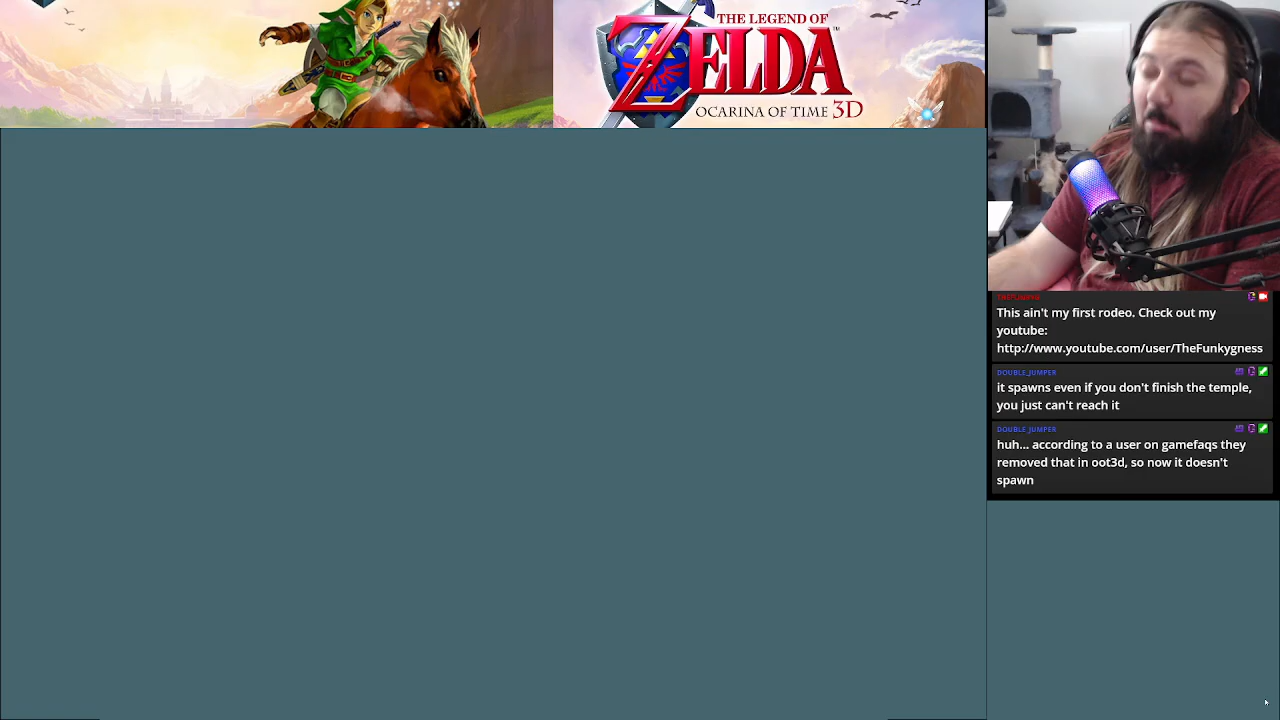 THE LEGEND OF
ZELDA
OCARINA OF TIME 3D
This ain't my first rodeo. Check out my
youtube:
http://www.youtube.com/user/TheFunkygness
DOUBLE_JUMPER
it spawns even if you don't finish the temple,
you just can't reach it
DOUBLE_JUMPER
huh... according to a user on gamefaqs they
removed that in oot3d, so now it doesn't
spawn